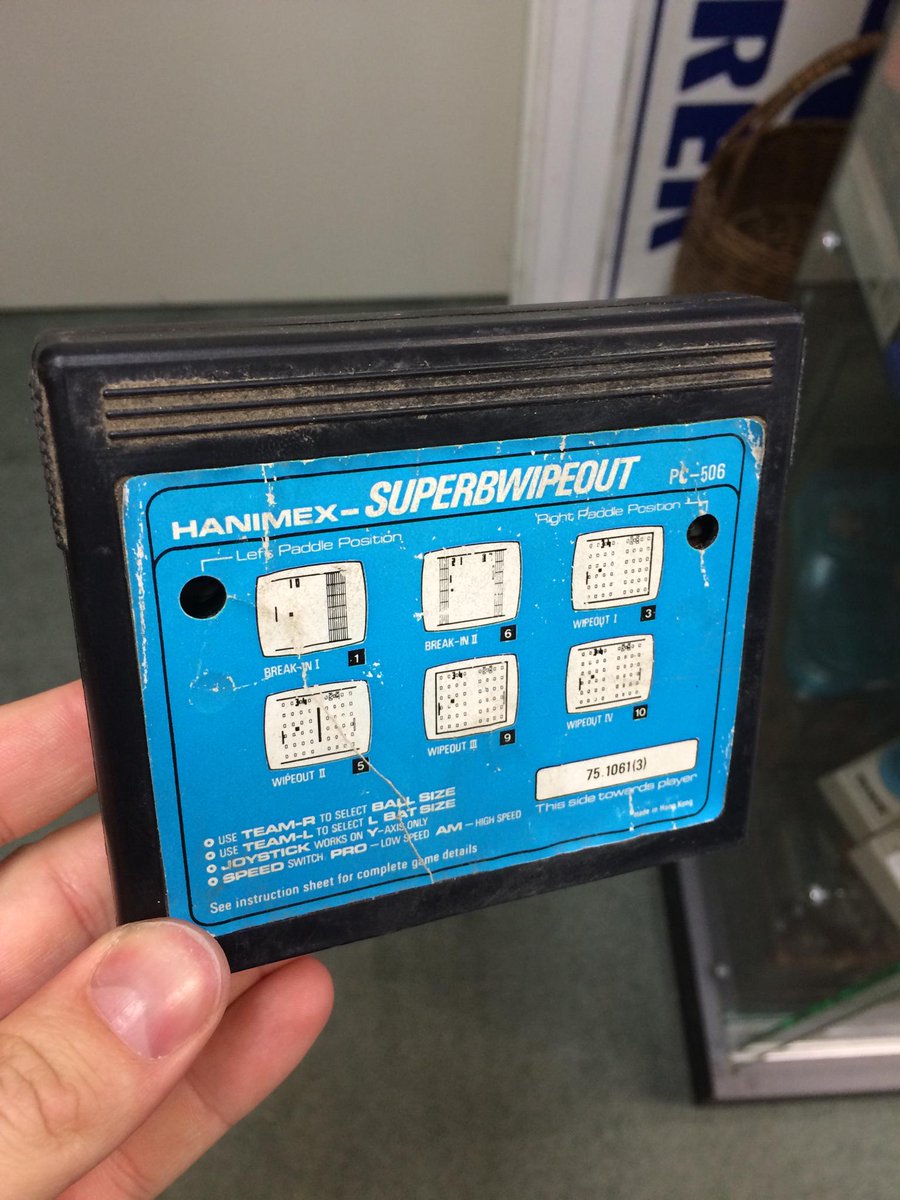 RER
HANIMEX-SUPERBWIPEOUT PC-506
Left Paddle Position
Right Paddle Position
BREAK-IN I 1
BREAK-IN II 6
WIPEOUT I 3
WIPEOUT II 5
WIPEOUT III 9
WIPEOUT IV 10
75.1061(3)
This side towards player
made in Hong Kong
USE TEAM-R TO SELECT BALL SIZE
USE TEAM-L TO SELECT L BAT SIZE
JOYSTICK WORKS ON Y-AXIS ONLY
SPEED SWITCH PRO-LOW SPEED AM-HIGH SPEED
See instruction sheet for complete game details